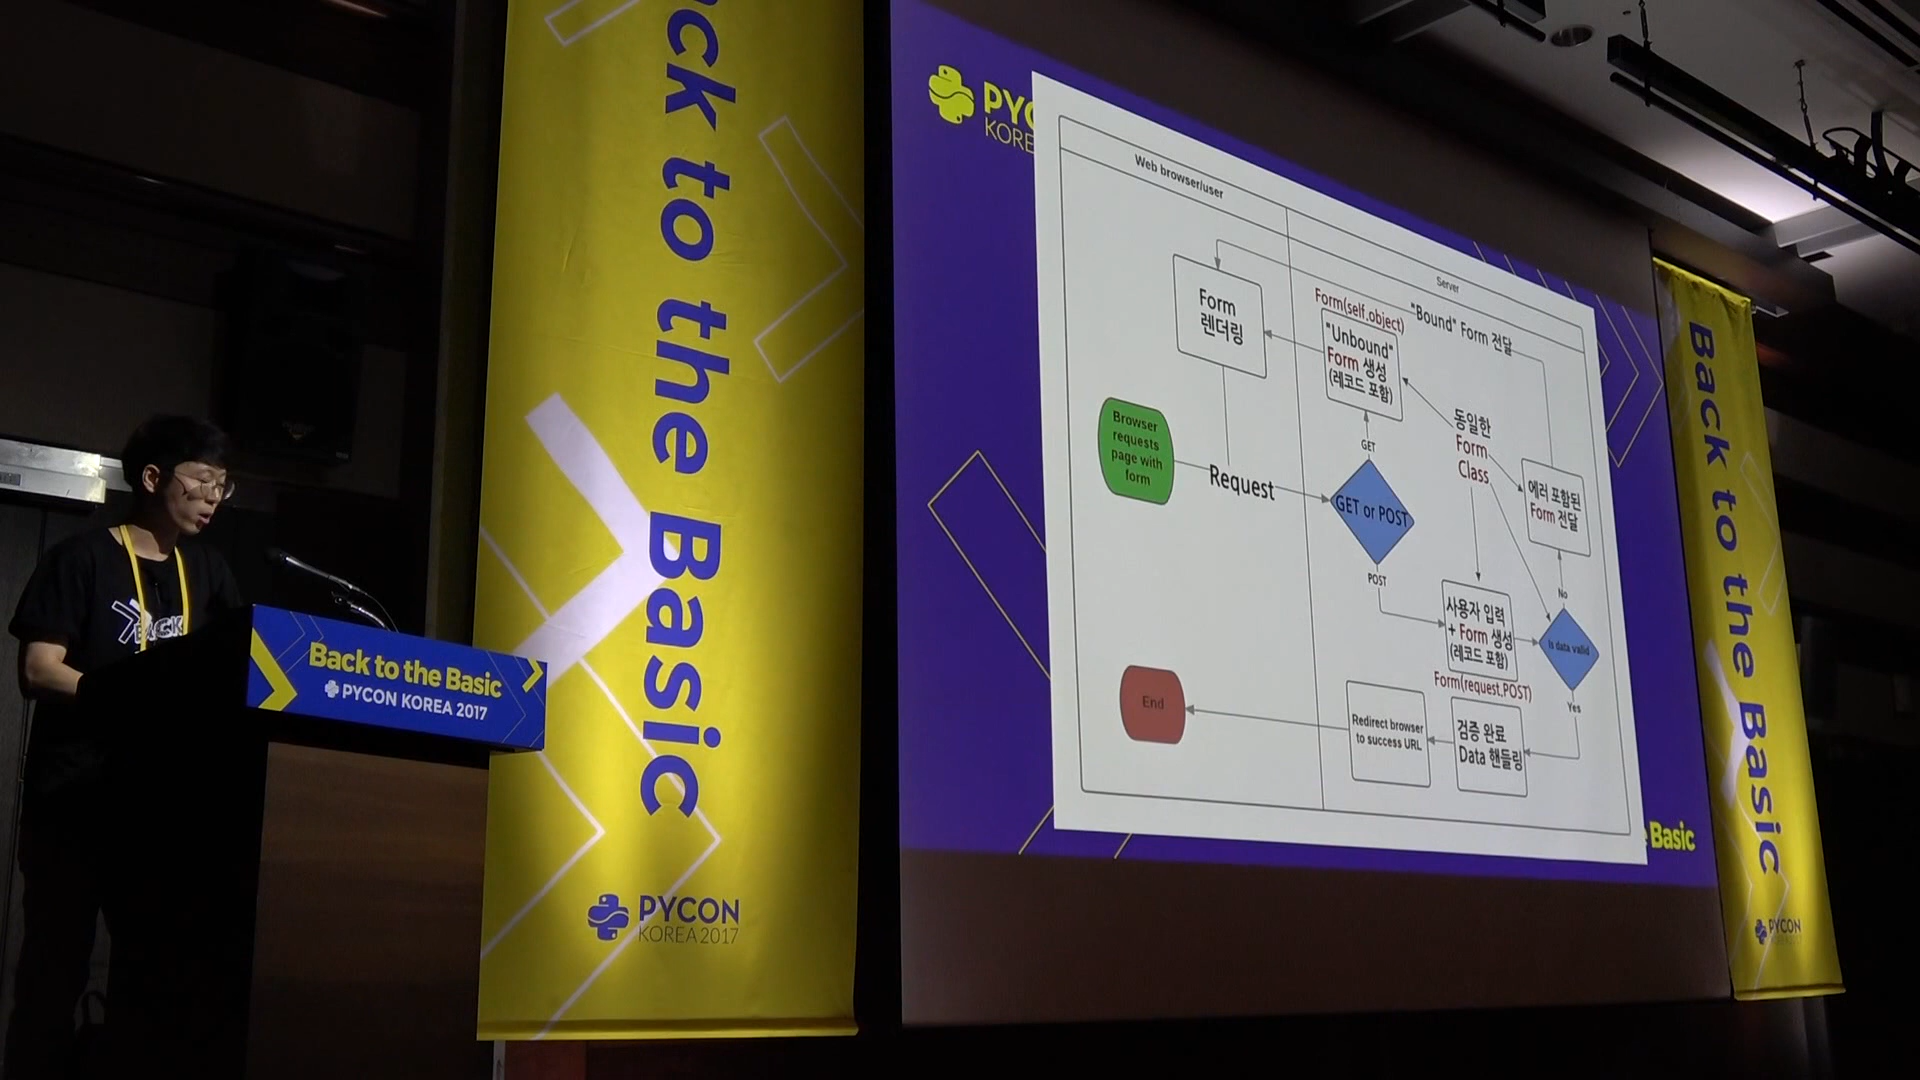 ck to the Basic
PYCON
KOREA 2017
BACK
Back to the Basic
PYCON KOREA 2017
PYC
KORE
Web browser/user
Server
Form
렌더링
Form(self.object)
"Unbound"
Form 생성
(레코드 포함)
"Bound" Form 전달
Browser
requests
page with
form
Request
GET
GET or POST
POST
동일한
Form
Class
에러 포함된
Form 전달
No
사용자 입력
+ Form 생성
(레코드 포함)
Form(request.POST)
Is data valid
Yes
검증 완료
Data 핸들링
Redirect browser
to success URL
End
Basic
Back to the Basic
PYCON